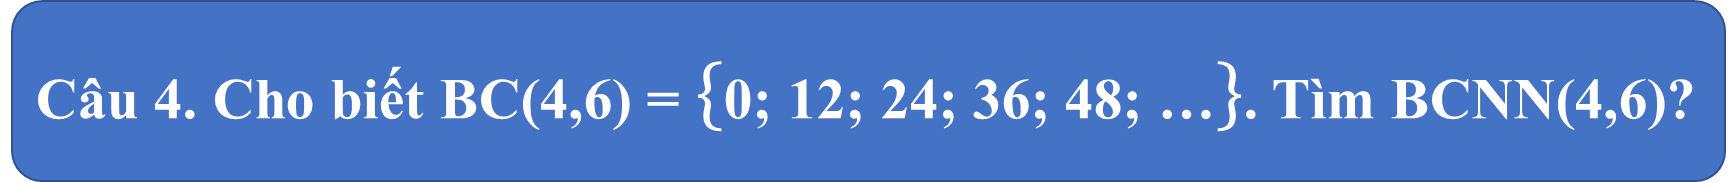 Câu 4. Cho biết BC(4,6) = {0; 12; 24; 36; 48; …}. Tìm BCNN(4,6)?